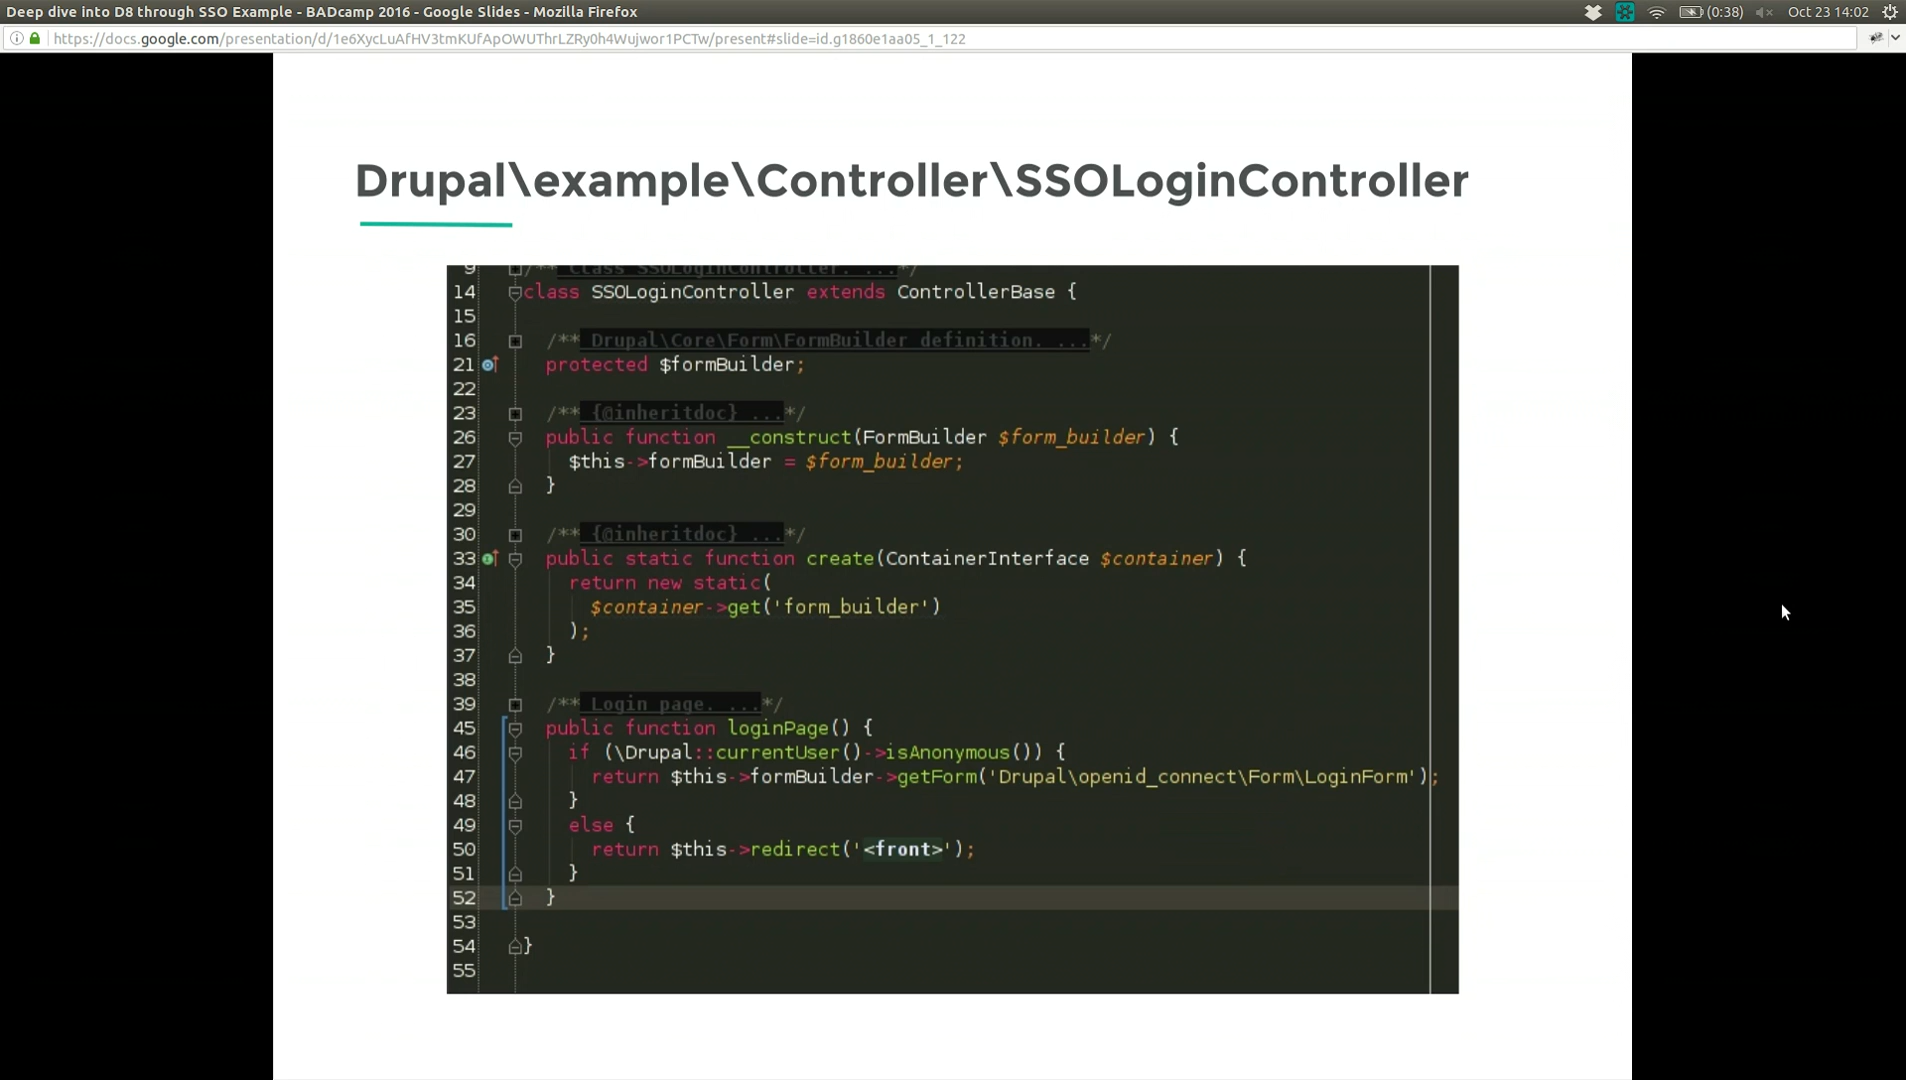 Deep dive into D8 through SSO Example - BADcamp 2016 - Google Slides - Mozilla Firefox
(0:38) Oct 23 14:02
https://docs.google.com/presentation/d/1e6XycLuAfHV3tmKUfApOWUThrLZRy0h4Wujwor1PCTw/present#slide=id.g1860e1aa05_1_122
Drupal\example\Controller\SSOLoginController
9 /** Class SSOLoginController. ...*/
14 class SSOLoginController extends ControllerBase {
15
16 /** Drupal\Core\Form\FormBuilder definition. ...*/
21 protected $formBuilder;
22
23 /** {@inheritdoc} ...*/
26 public function __construct(FormBuilder $form_builder) {
27 $this->formBuilder = $form_builder;
28 }
29
30 /** {@inheritdoc} ...*/
33 public static function create(ContainerInterface $container) {
34 return new static(
35 $container->get('form_builder')
36 );
37 }
38
39 /** Login page. ...*/
45 public function loginPage() {
46 if (\Drupal::currentUser()->isAnonymous()) {
47 return $this->formBuilder->getForm('Drupal\openid_connect\Form\LoginForm');
48 }
49 else {
50 return $this->redirect('<front>');
51 }
52 }
53
54 }
55